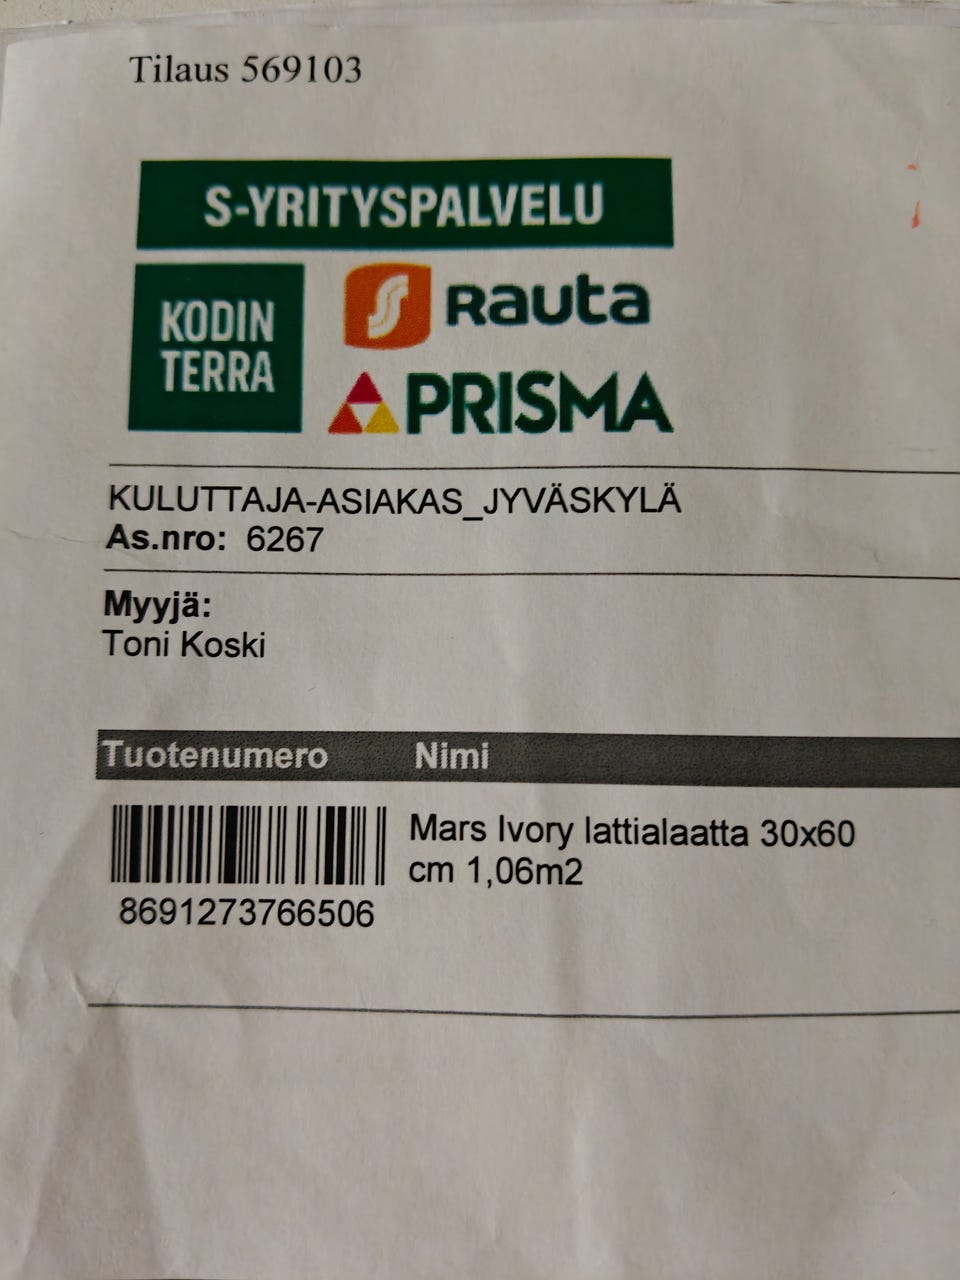 Tilaus 569103
S-YRITYSPALVELU
KODIN
TERRA
S Rauta
PRISMA
KULUTTAJA-ASIAKAS_JYVÄSKYLÄ
As.nro: 6267
Myyjä:
Toni Koski
Tuotenumero Nimi
Mars Ivory lattialaatta 30x60
cm 1,06m2
8691273766506